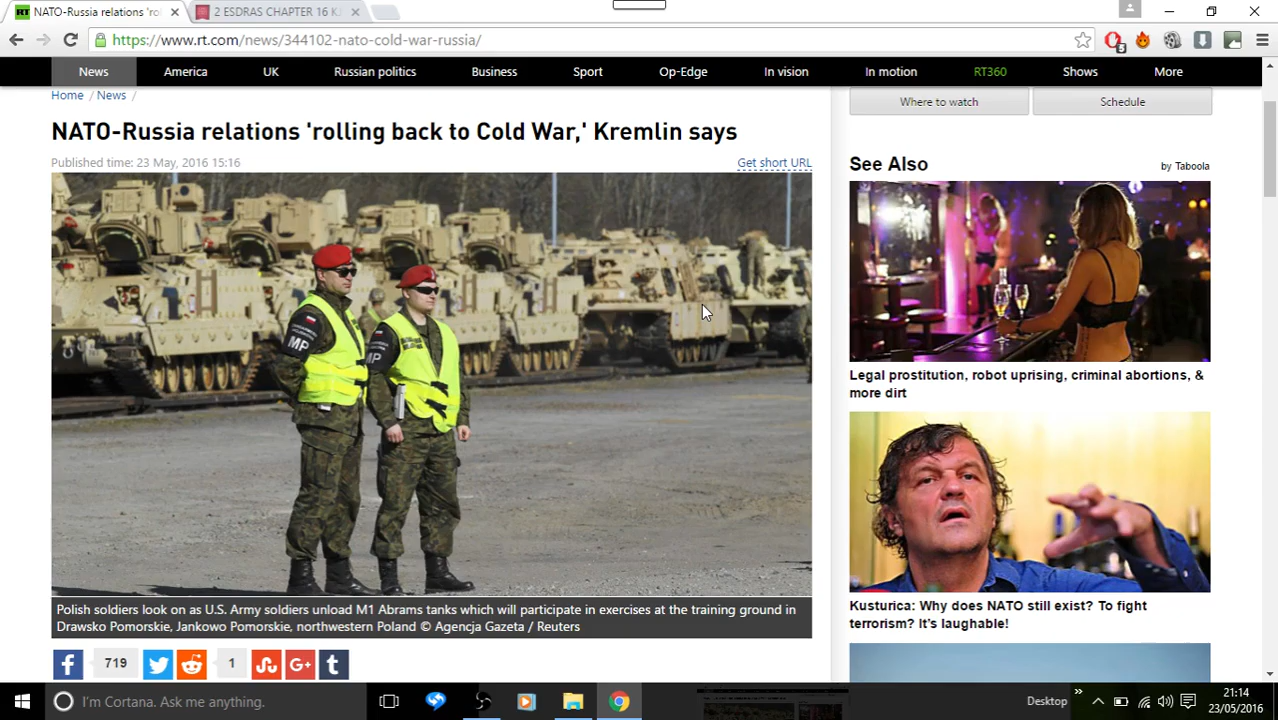 RT NATO-Russia relations 'rol
2 ESDRAS CHAPTER 16 K
https://www.rt.com/news/344102-nato-cold-war-russia/
3
News America UK Russian politics Business Sport Op-Edge In vision In motion RT360 Shows More
Home / News /
Where to watch Schedule
NATO-Russia relations 'rolling back to Cold War,' Kremlin says
Published time: 23 May, 2016 15:16
Get short URL
See Also
by Taboola
MP
MP
Legal prostitution, robot uprising, criminal abortions, &
more dirt
Kusturica: Why does NATO still exist? To fight
terrorism? It's laughable!
Polish soldiers look on as U.S. Army soldiers unload M1 Abrams tanks which will participate in exercises at the training ground in
Drawsko Pomorskie, Jankowo Pomorskie, northwestern Poland © Agencja Gazeta / Reuters
f 719 1 G+ t
I'm Cortana. Ask me anything.
Desktop
21:14
23/05/2016